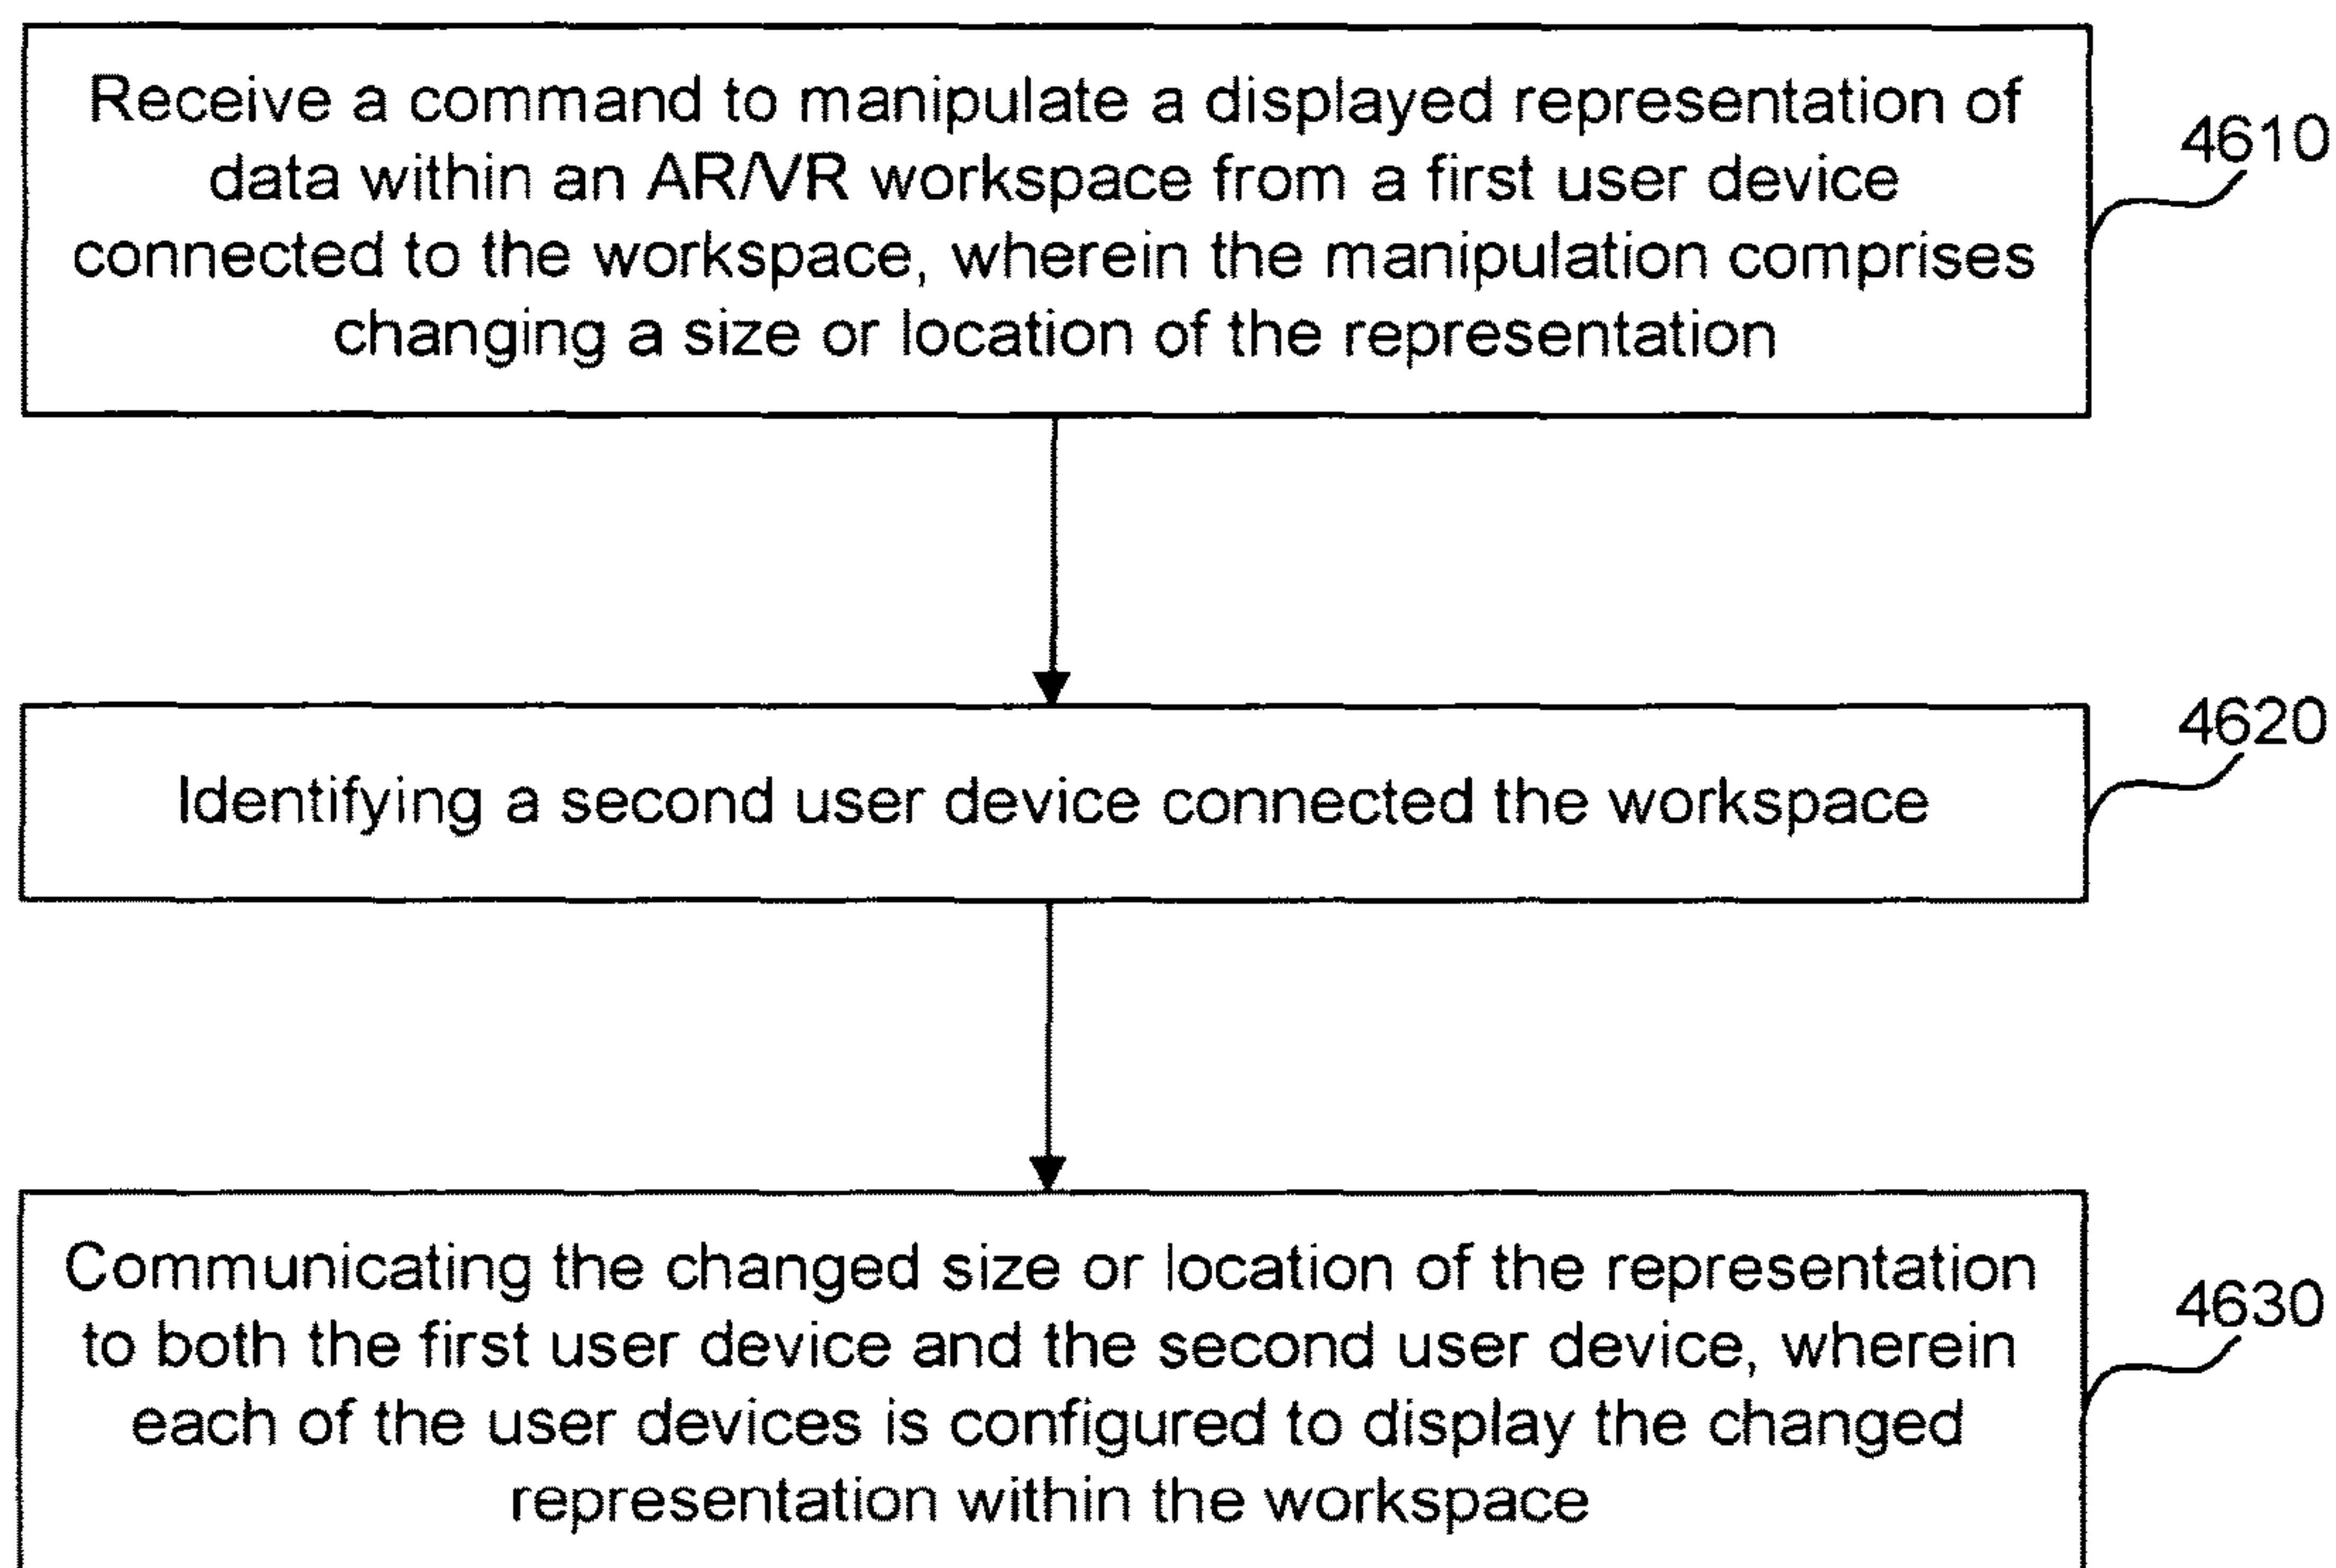 Receive a command to manipulate a displayed representation of
data within an AR/VR workspace from a first user device
connected to the workspace, wherein the manipulation comprises
changing a size or location of the representation
4610
Identifying a second user device connected the workspace
4620
Communicating the changed size or location of the representation
to both the first user device and the second user device, wherein
each of the user devices is configured to display the changed
representation within the workspace
4630